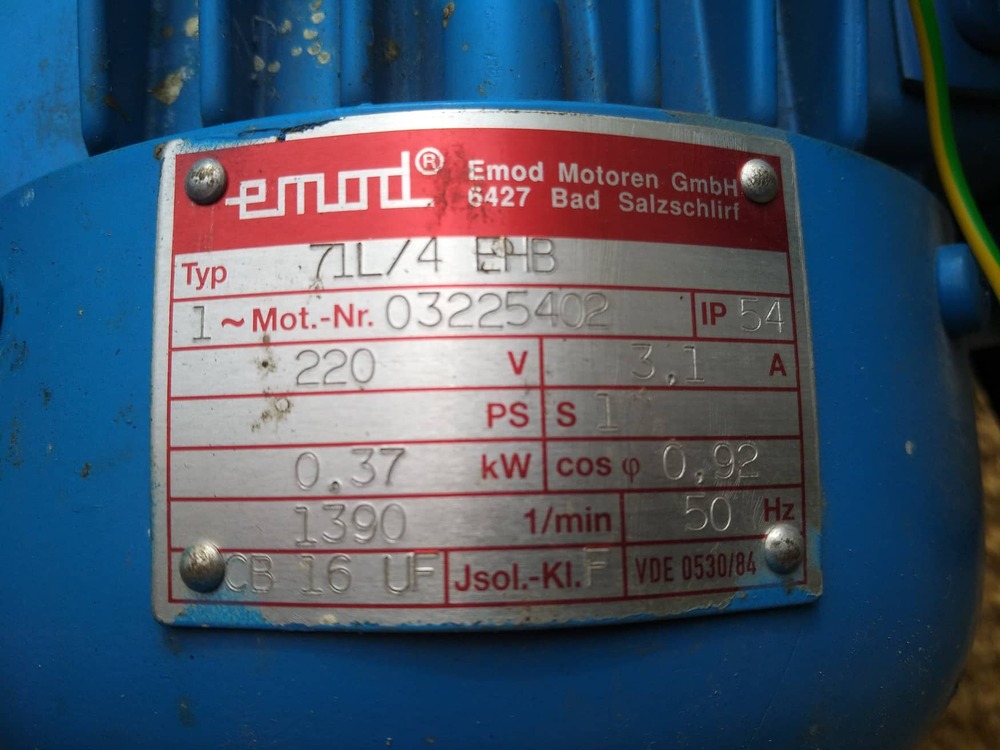 emod®
Emod Motoren GmbH
6427 Bad Salzschlirf
Typ 71L/4 EHB
1 ~ Mot.-Nr. 03225402 IP 54
220 V 3,1 A
PS S 1
0.37 kW cos φ 0,92
1390 1/min 50 Hz
CB 16 UF Jsol.-Kl. F VDE 0530/84